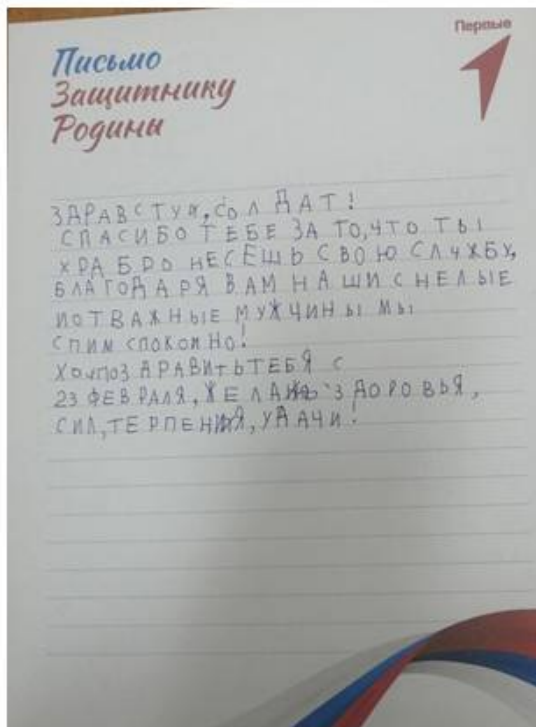 Первые
Письмо
Защитнику
Родины
ЗДРАВСТУЙ, СОЛДАТ!
СПАСИБО ТЕБЕ ЗА ТО, ЧТО ТЫ
ХРАБРО НЕСЁШЬ СВОЮ СЛУЖБУ,
БЛАГОДАРЯ ВАМ НАШИ СНЕЛЫЕ
И ОТВАЖНЫЕ МУЖЧИНЫ МЫ
СПИМ СПОКОЙНО!
ХОЧУ ПОЗДРАВИТЬ ТЕБЯ С
23 ФЕВРАЛЯ, ЖЕЛАЮ ЗДОРОВЬЯ,
СИЛ, ТЕРПЕНИЯ, УДАЧИ!